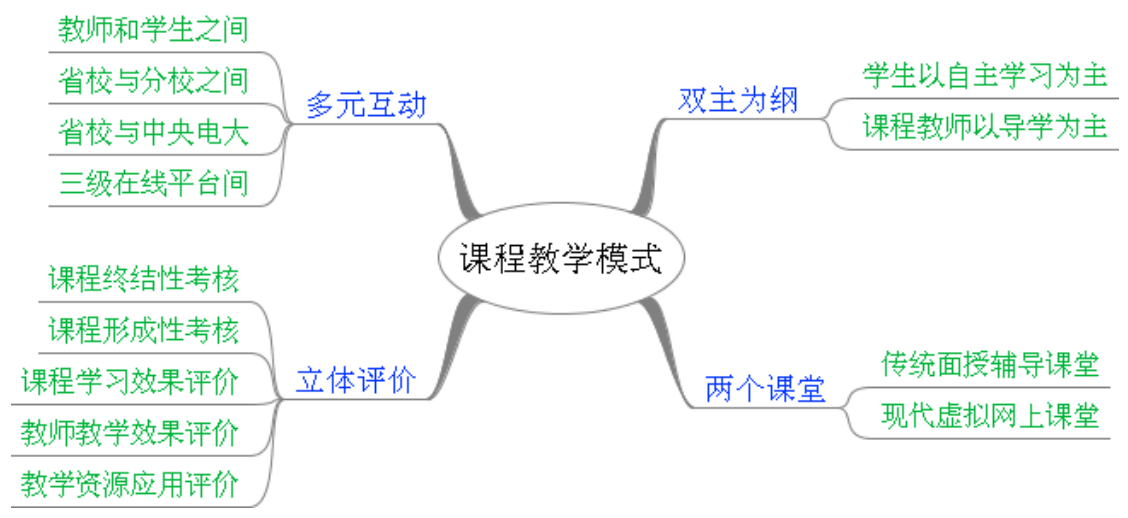 课程教学模式
多元互动
教师和学生之间
省校与分校之间
省校与中央电大
三级在线平台间
双主为纲
学生以自主学习为主
课程教师以导学为主
立体评价
课程终结性考核
课程形成性考核
课程学习效果评价
教师教学效果评价
教学资源应用评价
两个课堂
传统面授辅导课堂
现代虚拟网上课堂